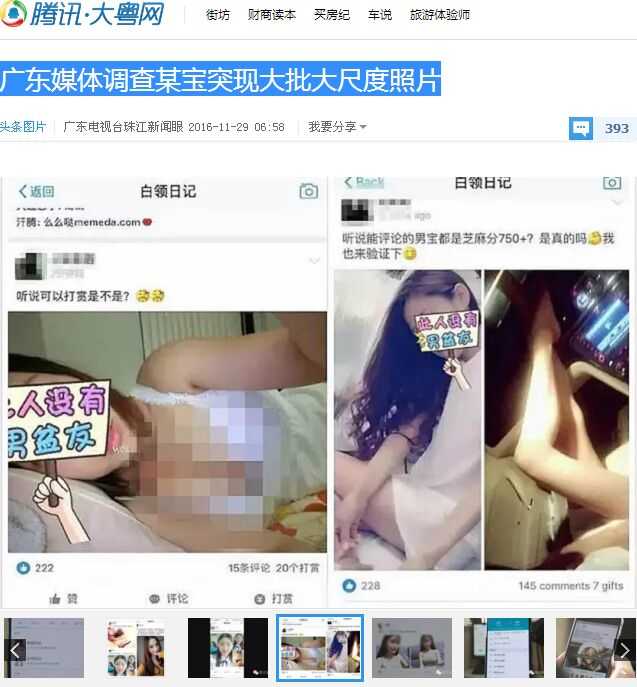 腾讯·大粤网
街坊 财商读本 买房纪 车说 旅游体验师
广东媒体调查某宝突现大批大尺度照片
头条图片 广东电视台珠江新闻眼 2016-11-29 06:58 我要分享 393
返回 白领日记
汗腾: 么么哒memeda.com
听说可以打赏是不是?
此人没有
男盆友
222 15条评论 20个打赏
赞 评论 打赏
Back 白领日记
ago
听说能评论的男宝都是芝麻分750+? 是真的吗 我
也来验证下
此人没有
男盆友
228 145 comments 7 gifts